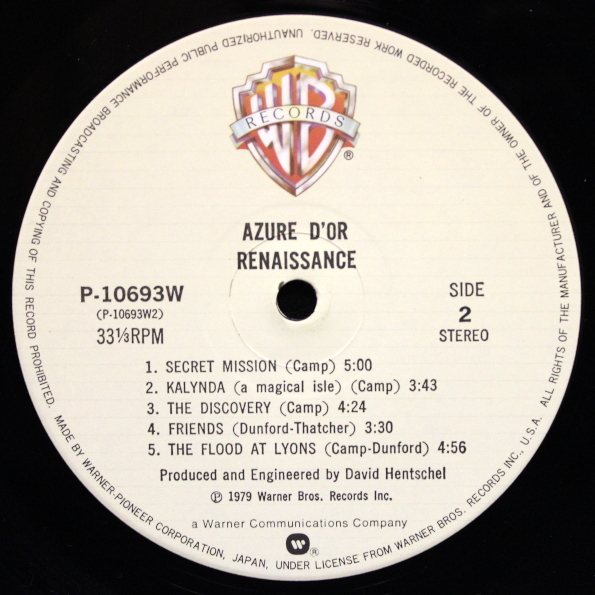 WB
RECORDS
®
AZURE D'OR
RENAISSANCE
P-10693W
(P-10693W2)
33⅓RPM
SIDE
2
STEREO
1. SECRET MISSION (Camp) 5:00
2. KALYNDA (a magical isle) (Camp) 3:43
3. THE DISCOVERY (Camp) 4:24
4. FRIENDS (Dunford-Thatcher) 3:30
5. THE FLOOD AT LYONS (Camp-Dunford) 4:56
Produced and Engineered by David Hentschel
℗ 1979 Warner Bros. Records Inc.
a Warner Communications Company
®
MADE BY WARNER-PIONEER CORPORATION, JAPAN, UNDER LICENSE FROM WARNER BROS. RECORDS INC., U.S.A. ALL RIGHTS OF THE MANUFACTURER AND OF THE OWNER OF THE RECORDED WORK RESERVED. UNAUTHORIZED PUBLIC PERFORMANCE BROADCASTING AND COPYING OF THIS RECORD PROHIBITED.